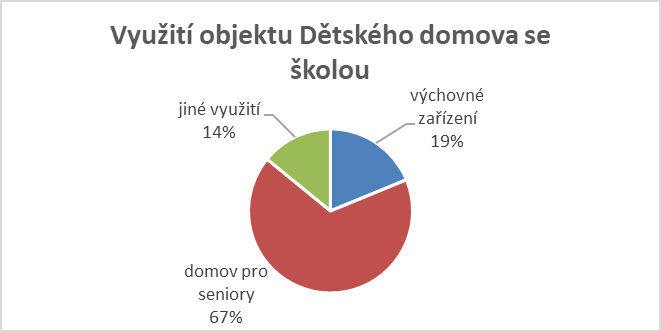 Využití objektu Dětského domova se
školou
jiné využití
14%
výchovné
zařízení
19%
domov pro
seniory
67%